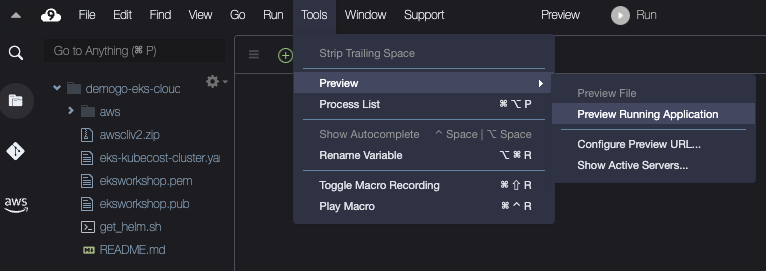 9 File Edit Find View Go Run Tools Window Support Preview Run
Go to Anything (⌘ P)
Strip Trailing Space
Preview
Process List ⌘ ⌥ P
Show Autocomplete ^ Space | ⌥ Space
Rename Variable ⌥ ⌘ R
Toggle Macro Recording ⌘ ⇧ R
Play Macro ⌘ ^ R
Preview File
Preview Running Application
Configure Preview URL...
Show Active Servers...
demogo-eks-cloud
aws
awscliv2.zip
eks-kubecost-cluster.yam
eksworkshop.pem
eksworkshop.pub
get_helm.sh
README.md
aws